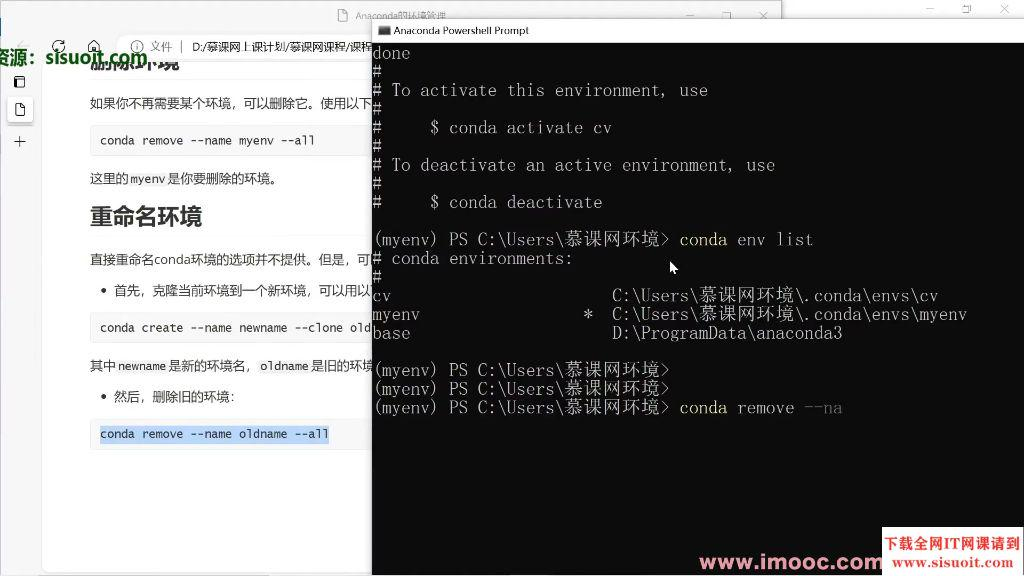 Anaconda的环境管理
文件 | D:/慕课网上课计划/慕课网课程/课程
资源：sisuoit.com
删除环境
如果你不再需要某个环境，可以删除它。使用以下
conda remove --name myenv --all
这里的myenv是你要删除的环境。
重命名环境
直接重命名conda环境的选项并不提供。但是，可
• 首先，克隆当前环境到一个新环境，可以用以
conda create --name newname --clone old
其中newname是新的环境名，oldname是旧的环境
• 然后，删除旧的环境：
conda remove --name oldname --all
Anaconda Powershell Prompt
done
#
# To activate this environment, use
#
#     $ conda activate cv
#
# To deactivate an active environment, use
#
#     $ conda deactivate
(myenv) PS C:\Users\慕课网环境> conda env list
# conda environments:
#
cv                    C:\Users\慕课网环境\.conda\envs\cv
myenv              *  C:\Users\慕课网环境\.conda\envs\myenv
base                  D:\ProgramData\anaconda3
(myenv) PS C:\Users\慕课网环境>
(myenv) PS C:\Users\慕课网环境>
(myenv) PS C:\Users\慕课网环境> conda remove --na
www.imooc.com
下载全网IT网课请到
www.sisuoit.com